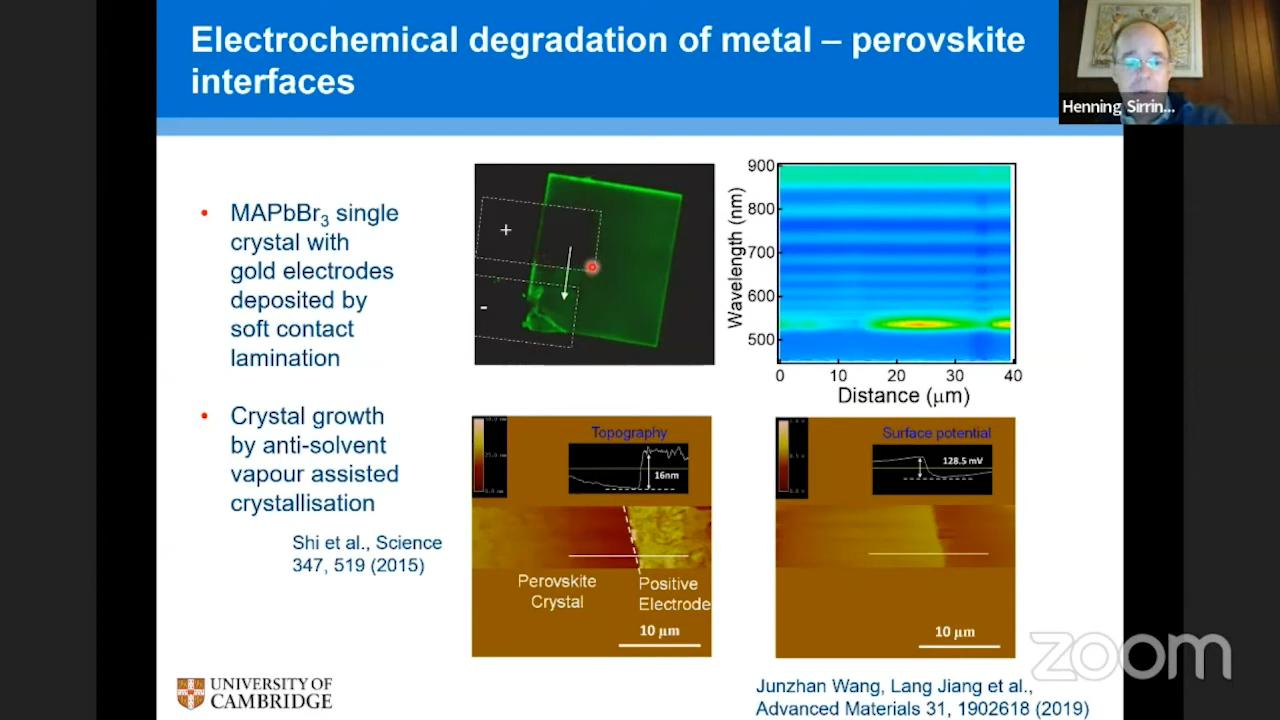 Electrochemical degradation of metal – perovskite
interfaces
Henning Sirrin...
• MAPbBr3 single
crystal with
gold electrodes
deposited by
soft contact
lamination
• Crystal growth
by anti-solvent
vapour assisted
crystallisation
Shi et al., Science
347, 519 (2015)
+
-
Wavelength (nm)
900
800
700
600
500
0 10 20 30 40
Distance (μm)
Topography
16nm
Perovskite
Crystal
Positive
Electrode
10 μm
Surface potential
128.5 mV
10 μm
zoom
UNIVERSITY OF
CAMBRIDGE
Junzhan Wang, Lang Jiang et al.,
Advanced Materials 31, 1902618 (2019)